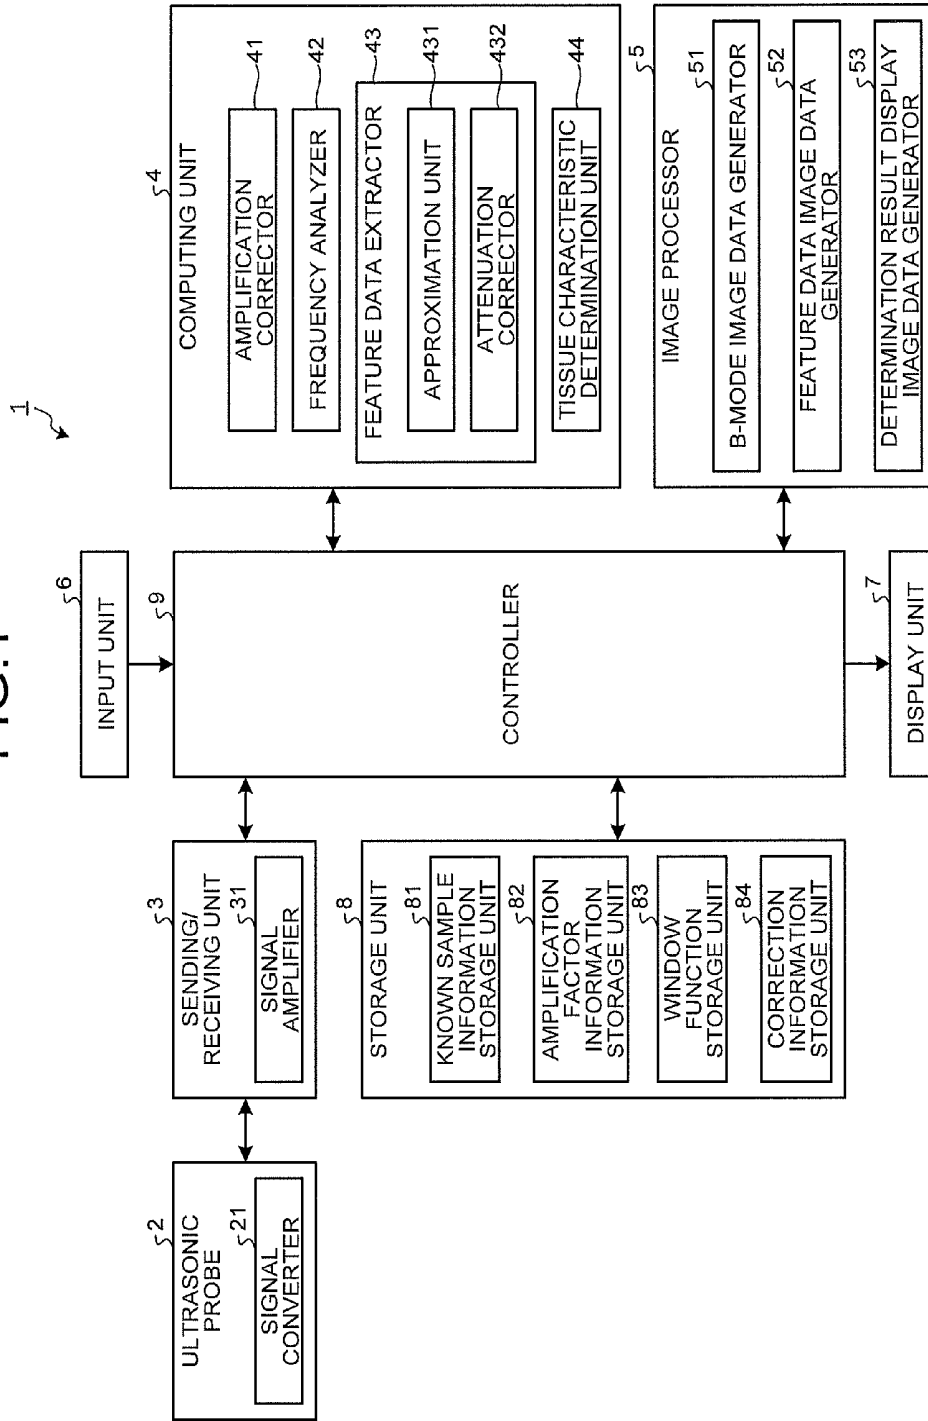 FIG.1
1
2
ULTRASONIC
PROBE
21
SIGNAL
CONVERTER
3
SENDING/
RECEIVING UNIT
31
SIGNAL
AMPLIFIER
8
STORAGE UNIT
81
KNOWN SAMPLE
INFORMATION
STORAGE UNIT
82
AMPLIFICATION
FACTOR
INFORMATION
STORAGE UNIT
83
WINDOW
FUNCTION
STORAGE UNIT
84
CORRECTION
INFORMATION
STORAGE UNIT
6
INPUT UNIT
9
CONTROLLER
7
DISPLAY UNIT
4
COMPUTING UNIT
41
AMPLIFICATION
CORRECTOR
42
FREQUENCY ANALYZER
43
FEATURE DATA EXTRACTOR
431
APPROXIMATION UNIT
432
ATTENUATION
CORRECTOR
44
TISSUE CHARACTERISTIC
DETERMINATION UNIT
5
IMAGE PROCESSOR
51
B-MODE IMAGE DATA GENERATOR
52
FEATURE DATA IMAGE DATA
GENERATOR
53
DETERMINATION RESULT DISPLAY
IMAGE DATA GENERATOR